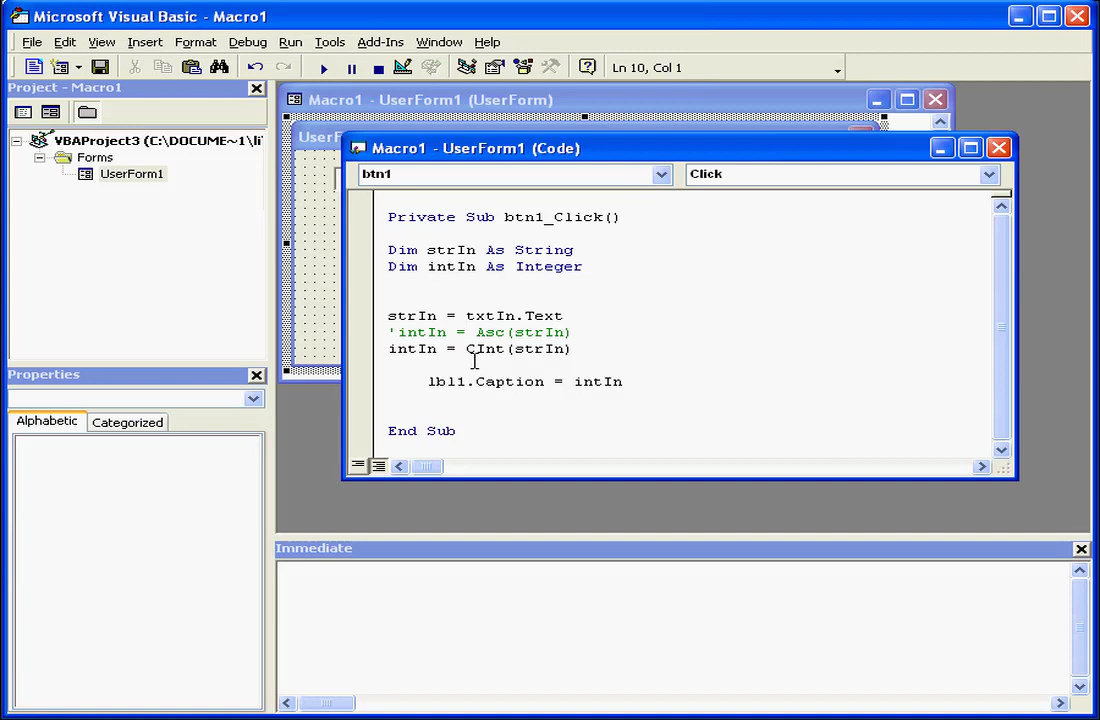 Microsoft Visual Basic - Macro1
File Edit View Insert Format Debug Run Tools Add-Ins Window Help
Ln 10, Col 1
Project - Macro1
VBAProject3 (C:\DOCUME~1\li
Forms
UserForm1
Properties
Alphabetic Categorized
Macro1 - UserForm1 (UserForm)
UserF
Macro1 - UserForm1 (Code)
btn1 Click
Private Sub btn1_Click()
Dim strIn As String
Dim intIn As Integer
strIn = txtIn.Text
'intIn = Asc(strIn)
intIn = CInt(strIn)
lbl1.Caption = intIn
End Sub
Immediate